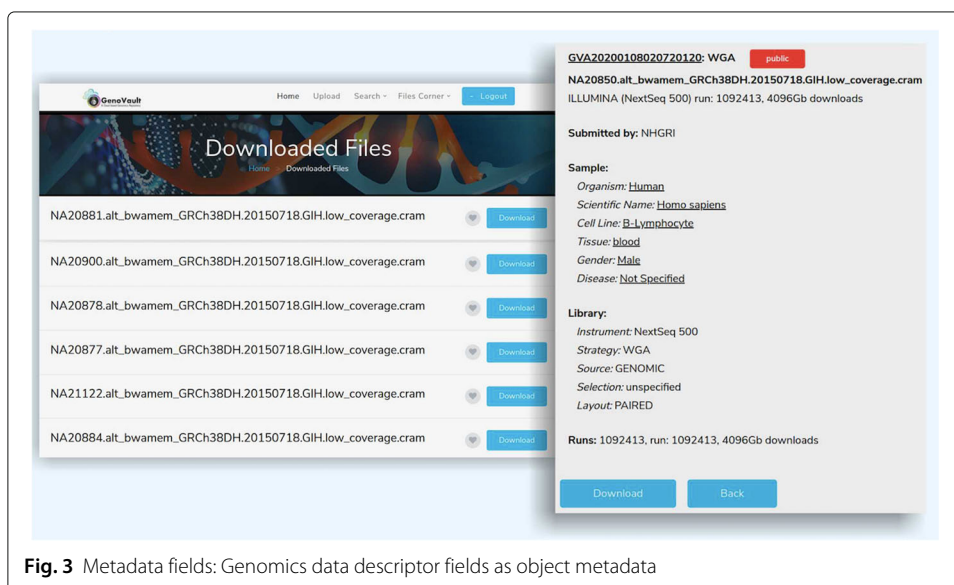 GenoVault
Home Upload Search Files Corner Logout
Downloaded Files
Home Downloaded Files
NA20881.alt_bwamem_GRCh38DH.20150718.GIH.low_coverage.cram Download
NA20900.alt_bwamem_GRCh38DH.20150718.GIH.low_coverage.cram Download
NA20878.alt_bwamem_GRCh38DH.20150718.GIH.low_coverage.cram Download
NA20877.alt_bwamem_GRCh38DH.20150718.GIH.low_coverage.cram Download
NA21122.alt_bwamem_GRCh38DH.20150718.GIH.low_coverage.cram Download
NA20884.alt_bwamem_GRCh38DH.20150718.GIH.low_coverage.cram Download
GVA20200108020720120: WGA public
NA20850.alt_bwamem_GRCh38DH.20150718.GIH.low_coverage.cram
ILLUMINA (NextSeq 500) run: 1092413, 4096Gb downloads
Submitted by: NHGRI
Sample:
Organism: Human
Scientific Name: Homo sapiens
Cell Line: B-Lymphocyte
Tissue: blood
Gender: Male
Disease: Not Specified
Library:
Instrument: NextSeq 500
Strategy: WGA
Source: GENOMIC
Selection: unspecified
Layout: PAIRED
Runs: 1092413, run: 1092413, 4096Gb downloads
Download Back
Fig. 3 Metadata fields: Genomics data descriptor fields as object metadata